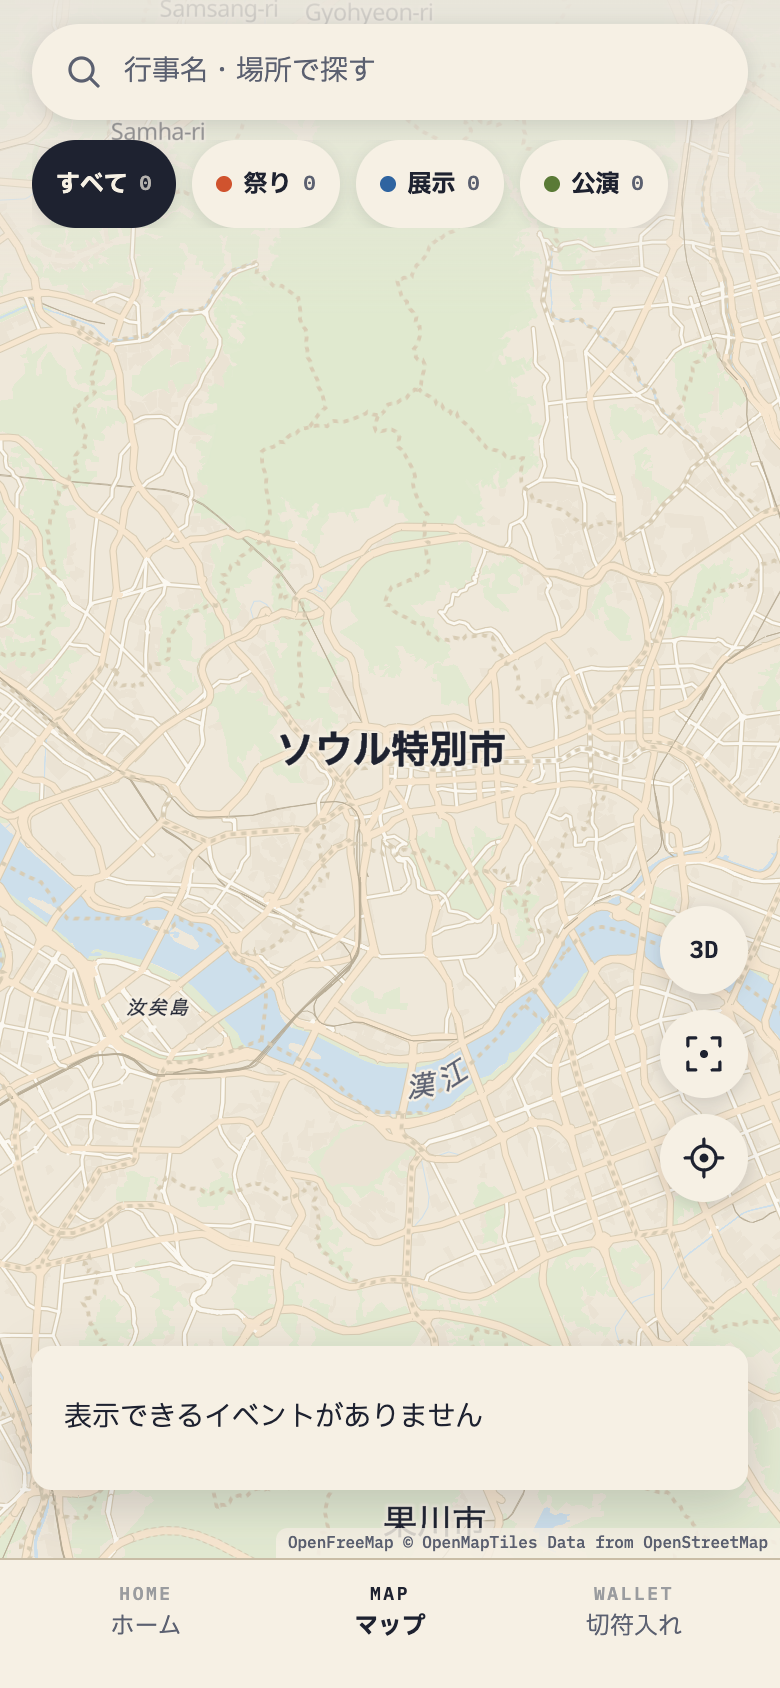 Samsang-ri
Gyohyeon-ri
行事名・場所で探す
Samha-ri
すべて 0
祭り 0
展示 0
公演 0
ソウル特別市
3D
汝矣島
漢江
表示できるイベントがありません
果川市
OpenFreeMap © OpenMapTiles Data from OpenStreetMap
HOME
ホーム
MAP
マップ
WALLET
切符入れ